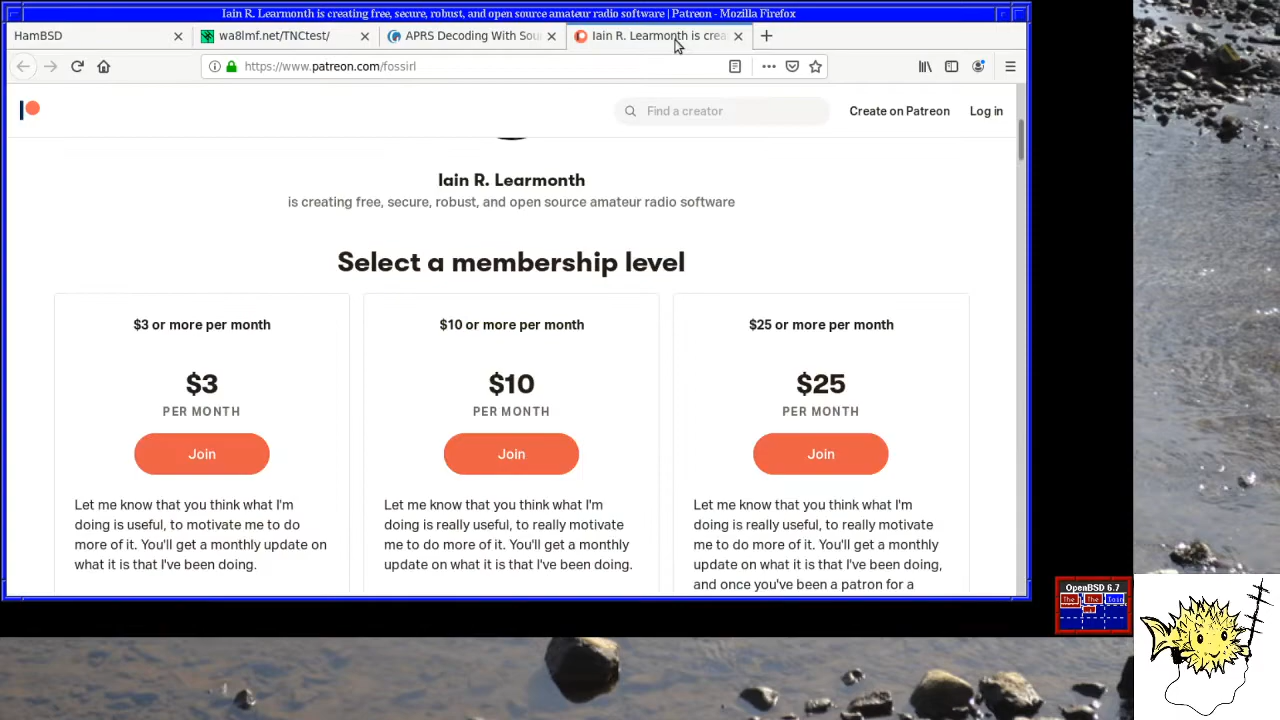 Iain R. Learmonth is creating free, secure, robust, and open source amateur radio software | Patreon - Mozilla Firefox
HamBSD
wa8lmf.net/TNCtest/
APRS Decoding With Sou
Iain R. Learmonth is crea
https://www.patreon.com/fossirl
Find a creator
Create on Patreon
Log in
Iain R. Learmonth
is creating free, secure, robust, and open source amateur radio software
Select a membership level
$3 or more per month
$3
PER MONTH
Join
Let me know that you think what I'm
doing is useful, to motivate me to do
more of it. You'll get a monthly update on
what it is that I've been doing.
$10 or more per month
$10
PER MONTH
Join
Let me know that you think what I'm
doing is really useful, to really motivate
me to do more of it. You'll get a monthly
update on what it is that I've been doing.
$25 or more per month
$25
PER MONTH
Join
Let me know that you think what I'm
doing is really useful, to really motivate
me to do more of it. You'll get a monthly
update on what it is that I've been doing,
and once you've been a patron for a
OpenBSD 6.7
The
The
Iain